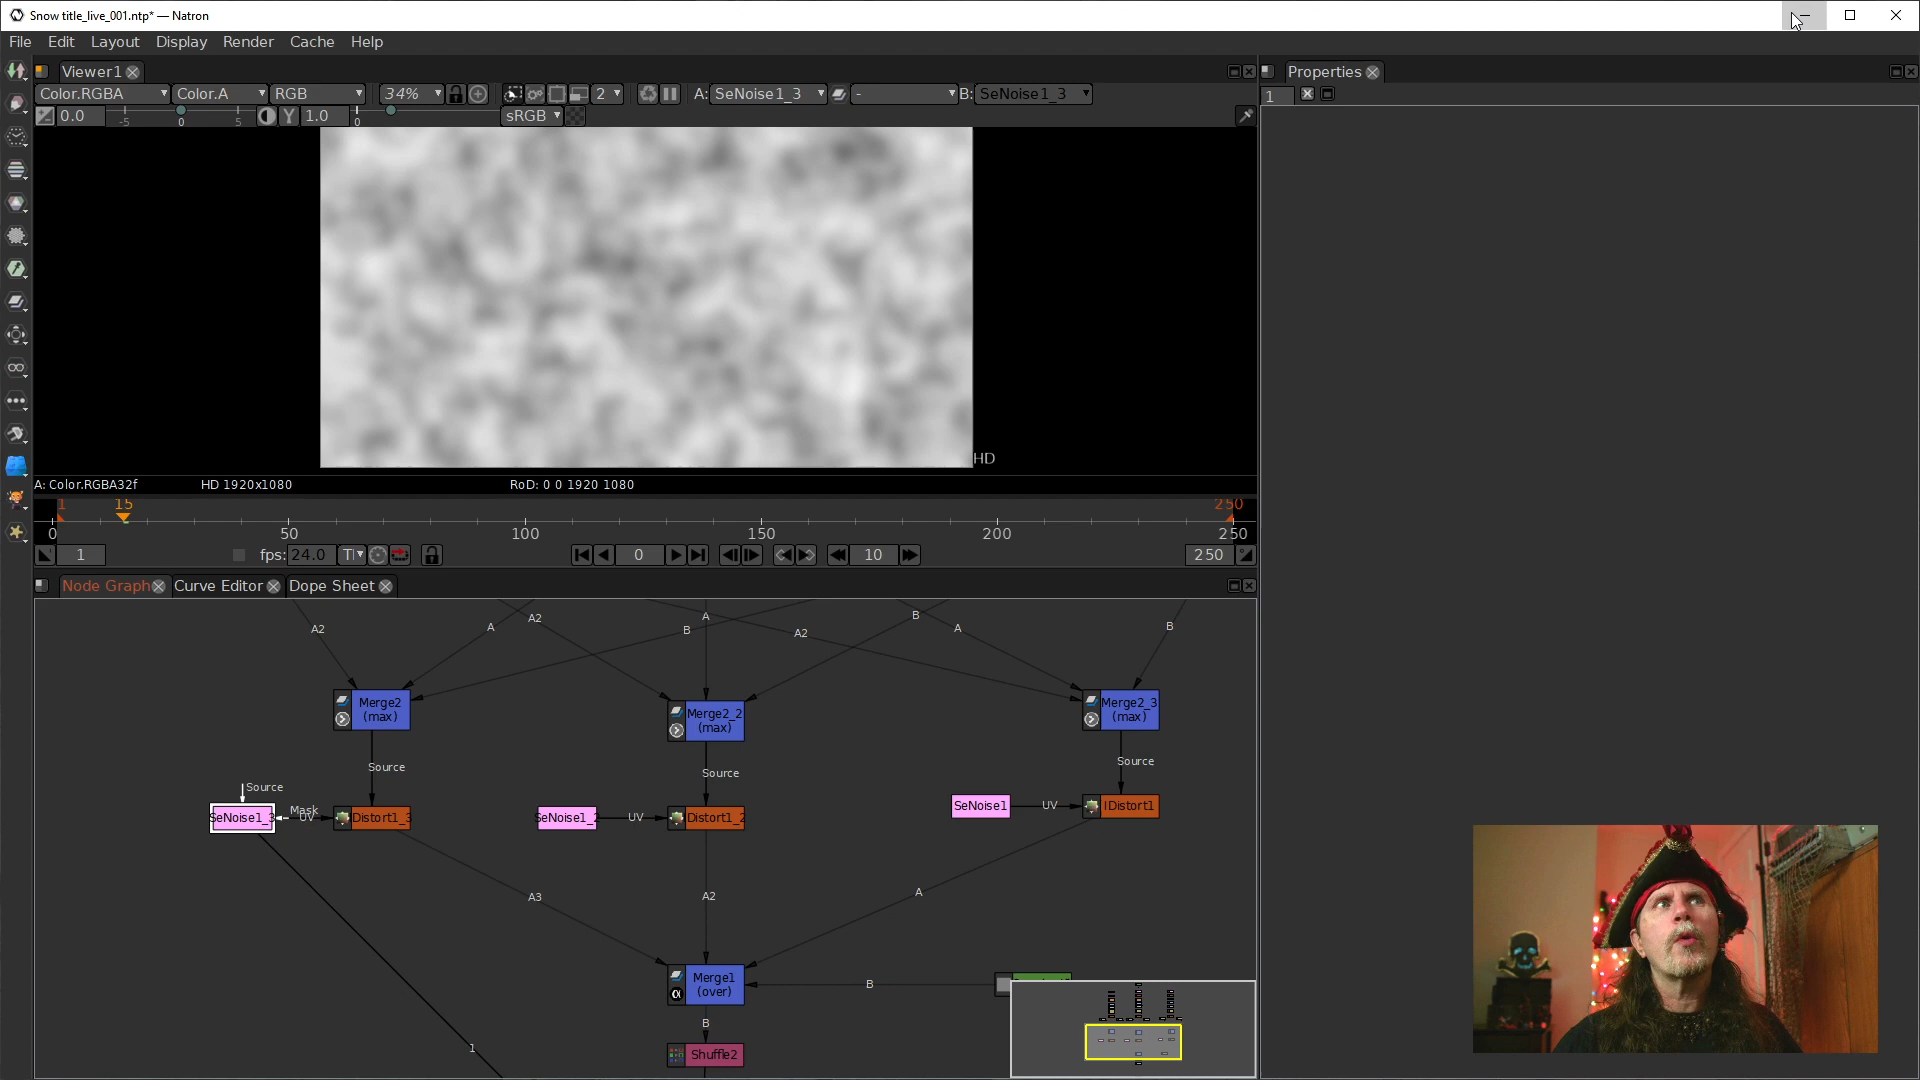 Snow title_live_001.ntp* — Natron
File Edit Layout Display Render Cache Help
Viewer1
Properties
Color.RGBA Color.A RGB 34% 2 A: SeNoise1_3 - B: SeNoise1_3
1
0.0 -5 0 5 Y 1.0 0 sRGB
HD
A: Color.RGBA32f HD 1920x1080 RoD: 0 0 1920 1080
1 15 250
0 50 100 150 200 250
1 fps: 24.0 0 10 250
Node Graph Curve Editor Dope Sheet
A2 A A2 B A A2 B A B
Merge2
(max)
Merge2_2
(max)
Merge2_3
(max)
Source
Source
Source
Source
SeNoise1_3 Mask UV Distort1_3 SeNoise1_2 UV Distort1_2 SeNoise1 UV IDistort1
A3 A2 A
Merge1
(over)
B
B
1
Shuffle2